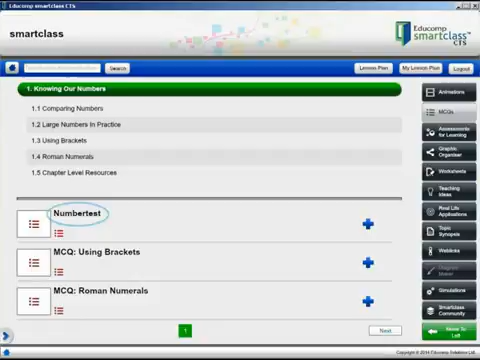 Educomp smartclass CTS
smartclass
Educomp
smartclass™
CTS
Search
Lesson Plan
My Lesson Plan
Logout
1. Knowing Our Numbers
1.1 Comparing Numbers
1.2 Large Numbers In Practice
1.3 Using Brackets
1.4 Roman Numerals
1.5 Chapter Level Resources
Numbertest
MCQ: Using Brackets
MCQ: Roman Numerals
1
Next
Animations
MCQs
Assessments
for Learning
Graphic
Organiser
Worksheets
Teaching
Ideas
Real Life
Applications
Topic
Synopsis
Weblinks
Diagram
Maker
Simulations
Smartclass
Community
Move To
Left
Copyright © 2014 Educomp Solutions Ltd.